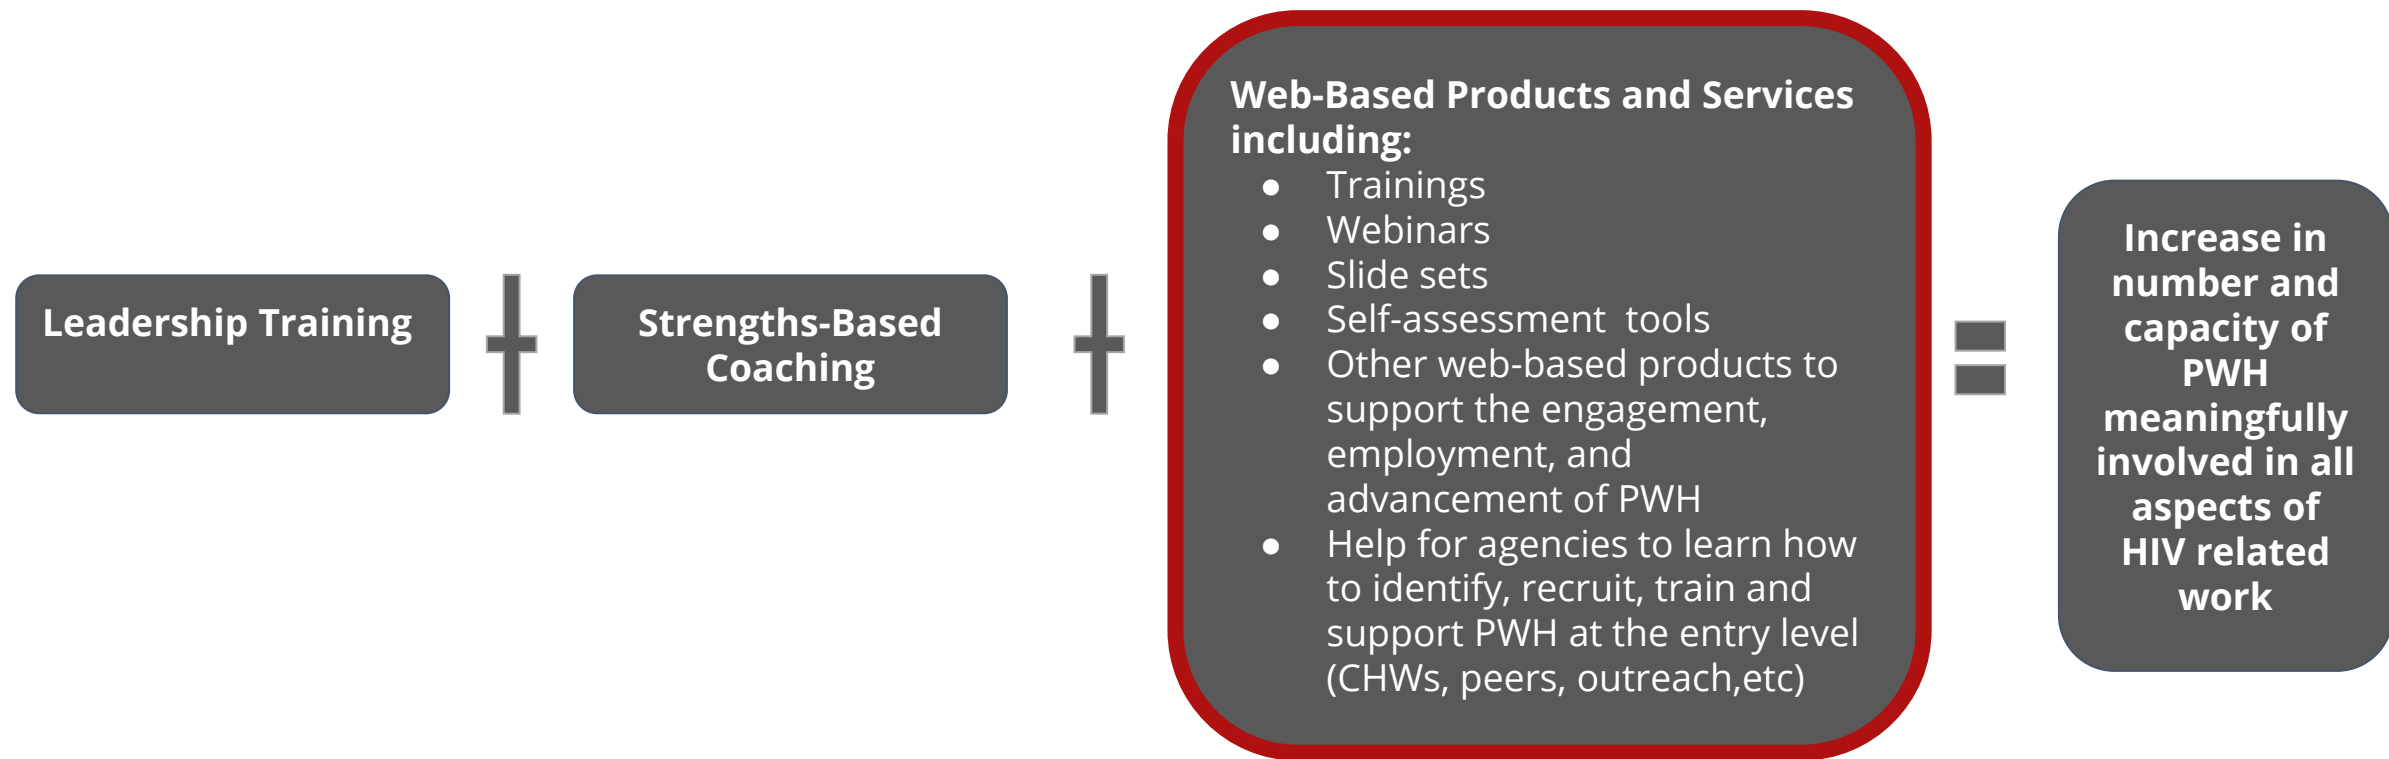 Leadership Training
Strengths-Based
Coaching
Web-Based Products and Services
including:
● Trainings
● Webinars
● Slide sets
● Self-assessment  tools
● Other web-based products to
support the engagement,
employment, and
advancement of PWH
● Help for agencies to learn how
to identify, recruit, train and
support PWH at the entry level
(CHWs, peers, outreach,etc)
Increase in
number and
capacity of
PWH
meaningfully
involved in all
aspects of
HIV related
work